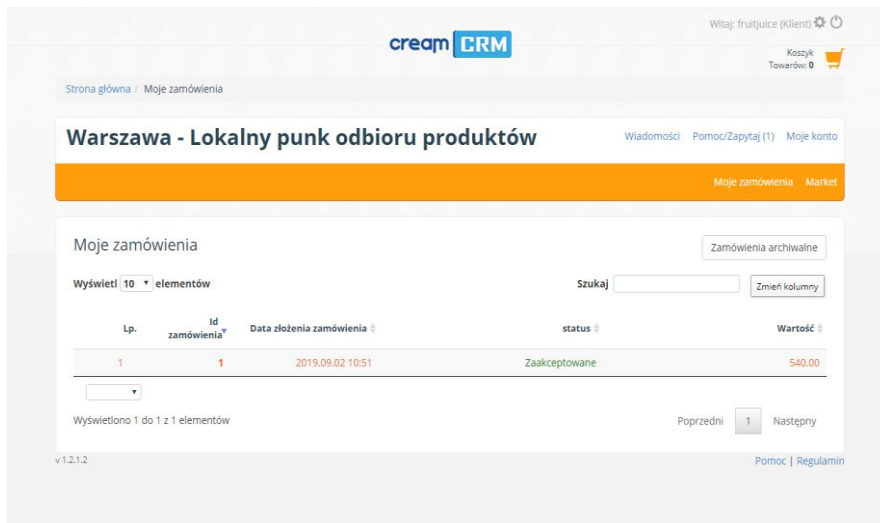 Witaj: fruitjuice (Klient)
cream CRM
Koszyk
Towarów: 0
Strona główna / Moje zamówienia
Warszawa - Lokalny punk odbioru produktów
Wiadomości Pomoc/Zapytaj (1) Moje konto
Moje zamówienia Market
Moje zamówienia
Zamówienia archiwalne
Wyświetl 10 elementów
Szukaj
Zmień kolumny
Lp. Id zamówienia Data złożenia zamówienia status Wartość
1 1 2019.09.02 10:51 Zaakceptowane 540.00
Wyświetlono 1 do 1 z 1 elementów
Poprzedni 1 Następny
v 1.2.1.2
Pomoc | Regulamin